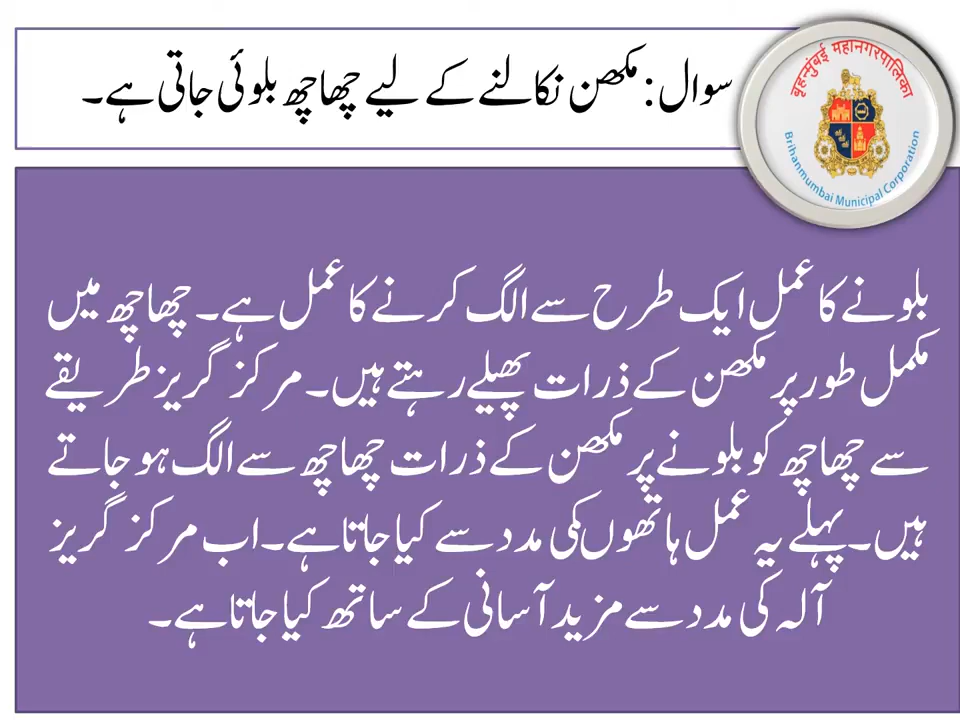 سوال: مکھن نکالنے کے لیے چھاچھ بلوئی جاتی ہے۔
बृहन्मुंबई महानगरपालिका
Brihanmumbai Municipal Corporation
بلونے کا عمل ایک طرح سے الگ کرنے کا عمل ہے۔ چھاچھ میں
مکمل طور پر مکھن کے ذرات پھیلے رہتے ہیں۔ مرکز گریز طریقے
سے چھاچھ کو بلونے پر مکھن کے ذرات چھاچھ سے الگ ہو جاتے
ہیں۔ پہلے یہ عمل ہاتھوں کی مدد سے کیا جاتا ہے۔ اب مرکز گریز
آلہ کی مدد سے مزید آسانی کے ساتھ کیا جاتا ہے۔